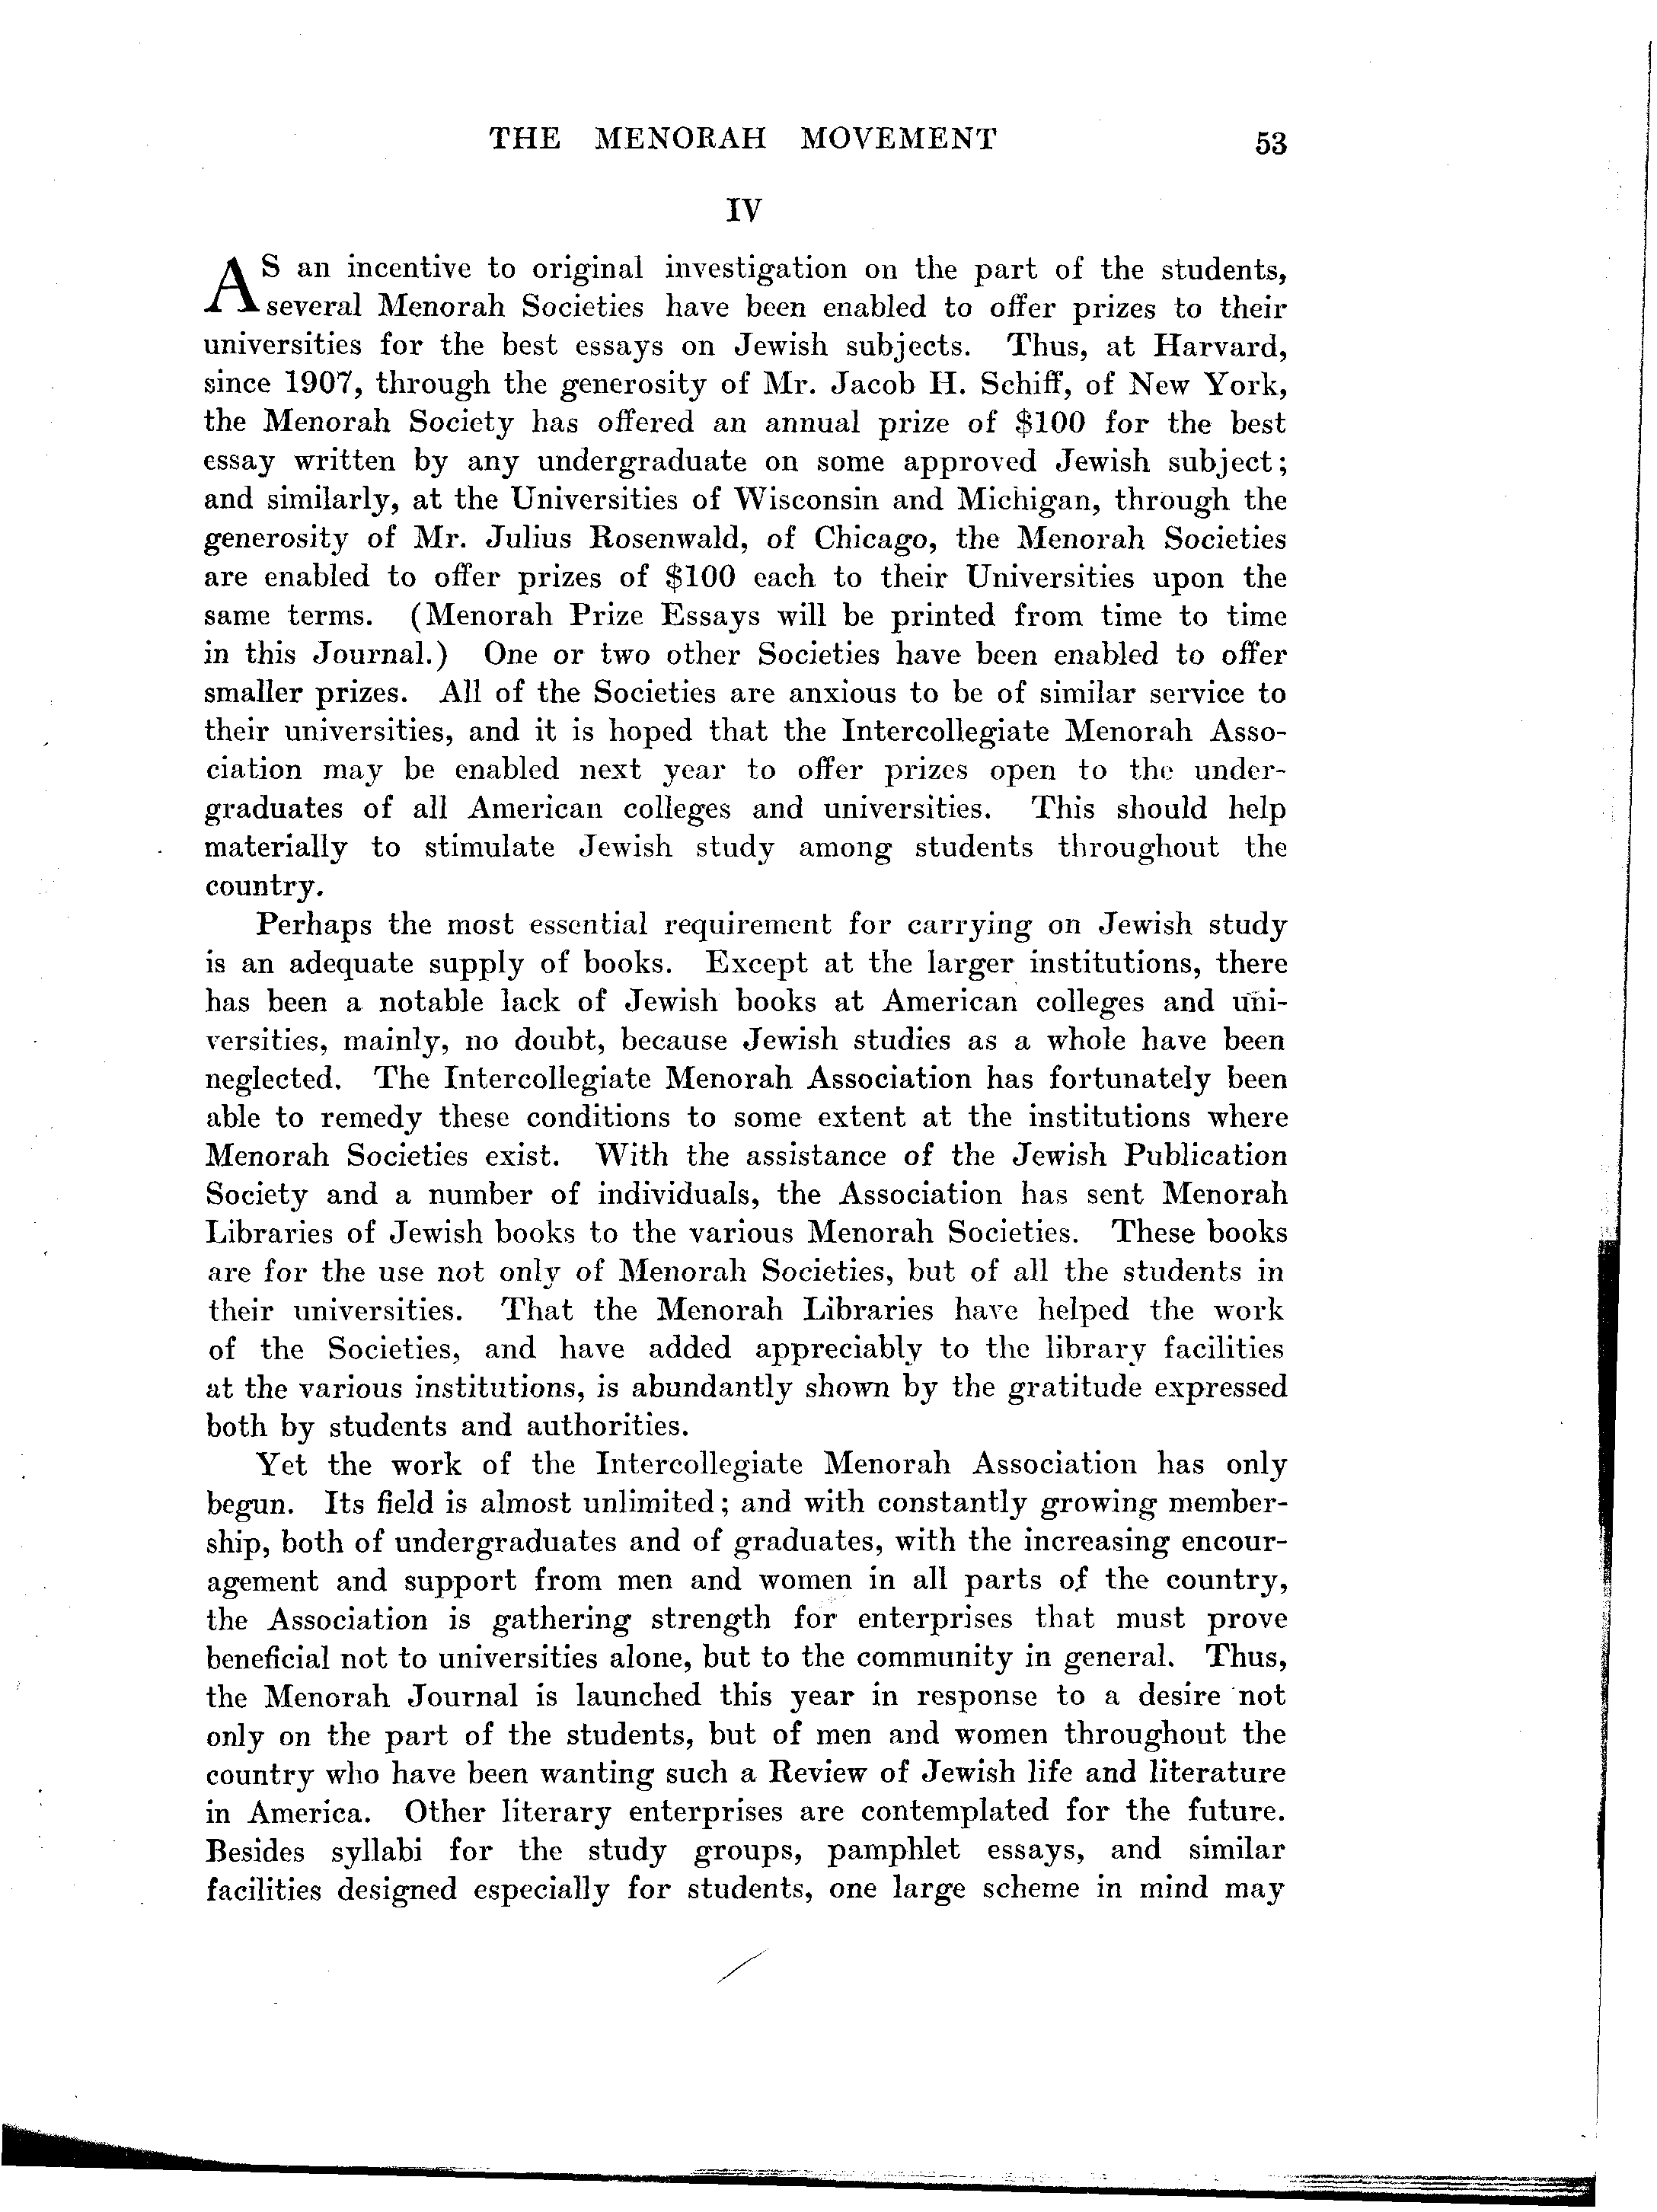 THE MENORAH MOVEMENT 53
IV
AS an incentive to original investigation on the part of the students,
several Menorah Societies have been enabled to offer prizes to their
universities for the best essays on Jewish subjects. Thus, at Harvard,
since 1907, through the generosity of Mr. Jacob H. Schiff, of New York,
the Menorah Society has offered an annual prize of $100 for the best
essay written by any undergraduate on some approved Jewish subject;
and similarly, at the Universities of Wisconsin and Michigan, through the
generosity of Mr. Julius Rosenwald, of Chicago, the Menorah Societies
are enabled to offer prizes of $100 each to their Universities upon the
same terms. (Menorah Prize Essays will be printed from time to time
in this Journal.) One or two other Societies have been enabled to offer
smaller prizes. All of the Societies are anxious to be of similar service to
their universities, and it is hoped that the Intercollegiate Menorah Asso-
ciation may be enabled next year to offer prizes open to the under-
graduates of all American colleges and universities. This should help
materially to stimulate Jewish study among students throughout the
country.
Perhaps the most essential requirement for carrying on Jewish study
is an adequate supply of books. Except at the larger institutions, there
has been a notable lack of Jewish books at American colleges and uni-
versities, mainly, no doubt, because Jewish studies as a whole have been
neglected. The Intercollegiate Menorah Association has fortunately been
able to remedy these conditions to some extent at the institutions where
Menorah Societies exist. With the assistance of the Jewish Publication
Society and a number of individuals, the Association has sent Menorah
Libraries of Jewish books to the various Menorah Societies. These books
are for the use not only of Menorah Societies, but of all the students in
their universities. That the Menorah Libraries have helped the work
of the Societies, and have added appreciably to the library facilities
at the various institutions, is abundantly shown by the gratitude expressed
both by students and authorities.
Yet the work of the Intercollegiate Menorah Association has only
begun. Its field is almost unlimited; and with constantly growing member-
ship, both of undergraduates and of graduates, with the increasing encour-
agement and support from men and women in all parts of the country,
the Association is gathering strength for enterprises that must prove
beneficial not to universities alone, but to the community in general. Thus,
the Menorah Journal is launched this year in response to a desire not
only on the part of the students, but of men and women throughout the
country who have been wanting such a Review of Jewish life and literature
in America. Other literary enterprises are contemplated for the future.
Besides syllabi for the study groups, pamphlet essays, and similar
facilities designed especially for students, one large scheme in mind may